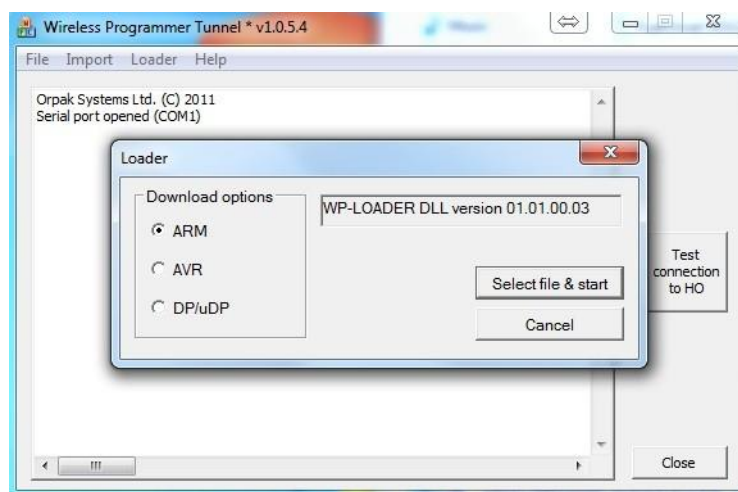 Wireless Programmer Tunnel * v1.0.5.4
File Import Loader Help
Orpak Systems Ltd. (C) 2011
Serial port opened (COM1)
Loader
Download options
ARM
AVR
DP/uDP
WP-LOADER DLL version 01.01.00.03
Select file & start
Cancel
Test
connection
to HO
Close